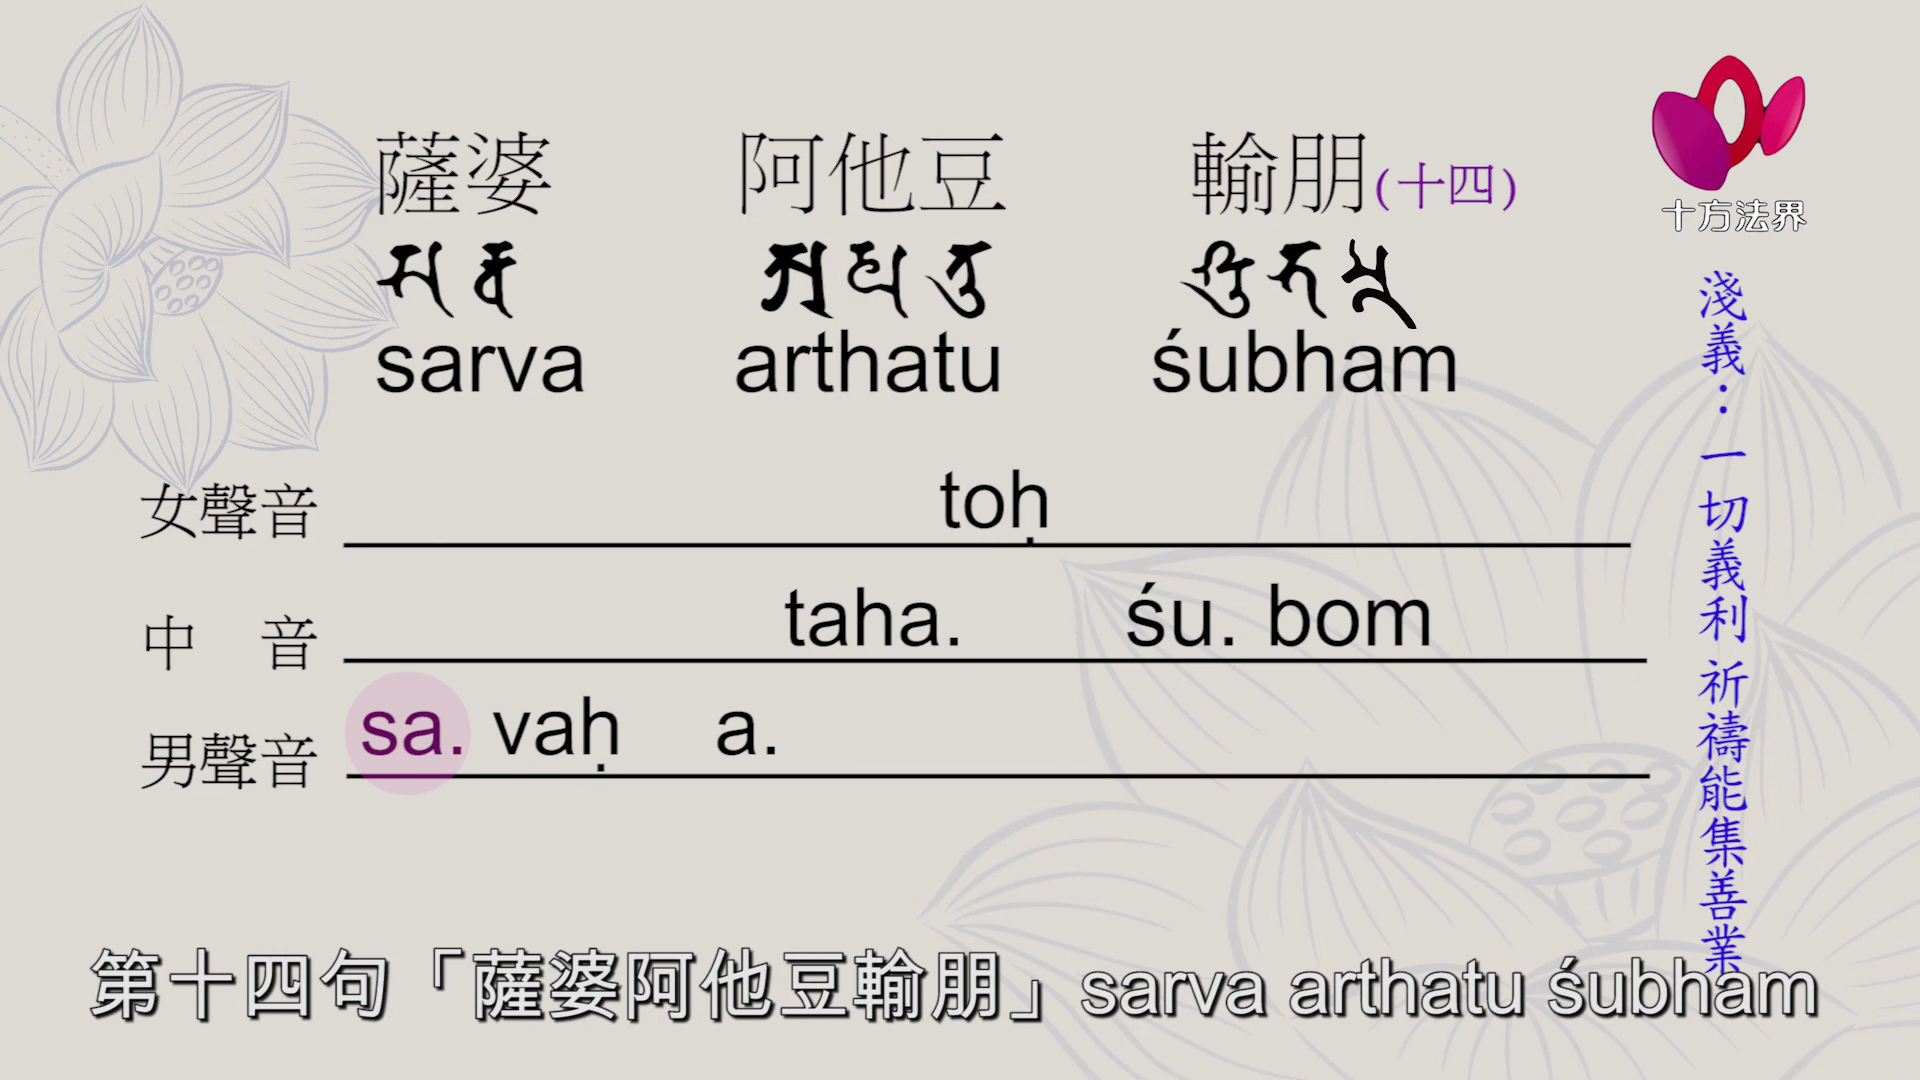 薩婆 阿他豆 輸朋(十四)
sarva arthatu śubham
女聲音 toḥ
中 音 taha. śu. bom
男聲音 sa. vaḥ a.
十方法界
淺義：一切義利 祈禱能集善業
第十四句「薩婆阿他豆輸朋」sarva arthatu śubham